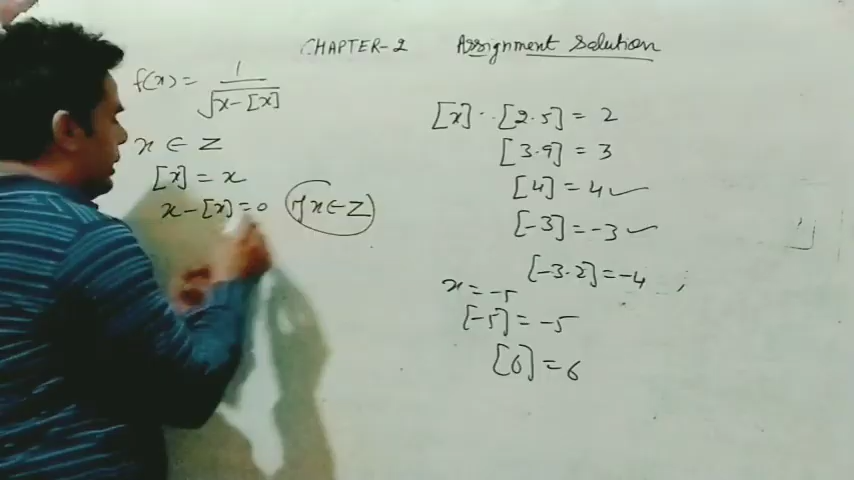 CHAPTER-2 Assignment Solution
f(x) = 1/√(x-[x])
x ∈ Z
[x] = x
x-[x]=0 if x∈Z
[x] .. [2.5] = 2
[3.9] = 3
[4] = 4 ✓
[-3] = -3 ✓
[-3.2] = -4 ;
x = -5
[-5] = -5
[6] = 6